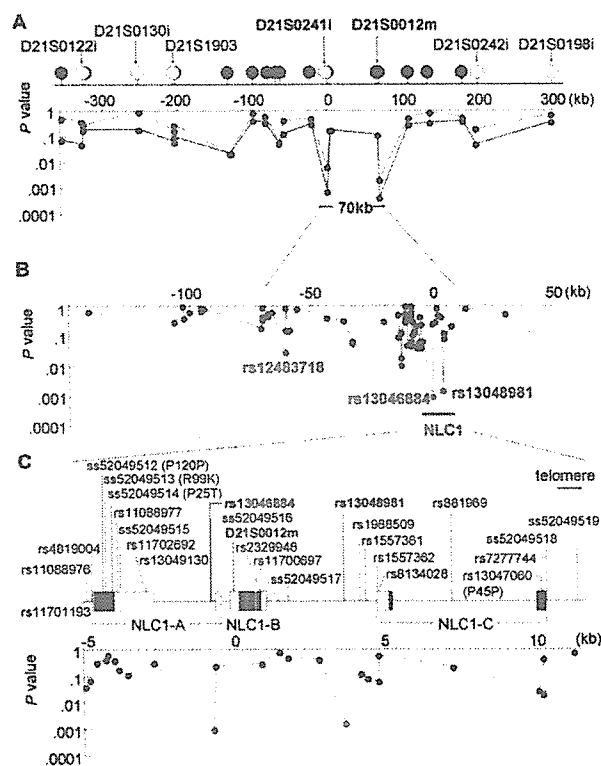 A
D21S0122i D21S0130i D21S1903 D21S0241i D21S0012m D21S0242i D21S0198i
-300 -200 -100 0 100 200 300 (kb)
P value
1
.1
.01
.001
.0001
70kb
B
-100 -50 0 50 (kb)
P value
1
.1
.01
.001
.0001
rs12483718
rs13046884
rs13048981
NLC1
C
telomere
ss52049512 (P120P)
ss52049513 (R99K)
ss52049514 (P25T)
rs11088977
ss52049515
rs11702692
rs13049130
rs4819004
rs11088976
rs11701193
rs13046884
ss52049516
D21S0012m
rs2329948
rs11700697
ss52049517
rs13048981
rs1988509
rs1557361
rs1557362
rs8134028
rs881969
ss52049519
ss52049518
rs7277744
rs13047060
(P45P)
NLC1-A NLC1-B NLC1-C
-5 0 5 10 (kb)
P value
1
.1
.01
.001
.0001